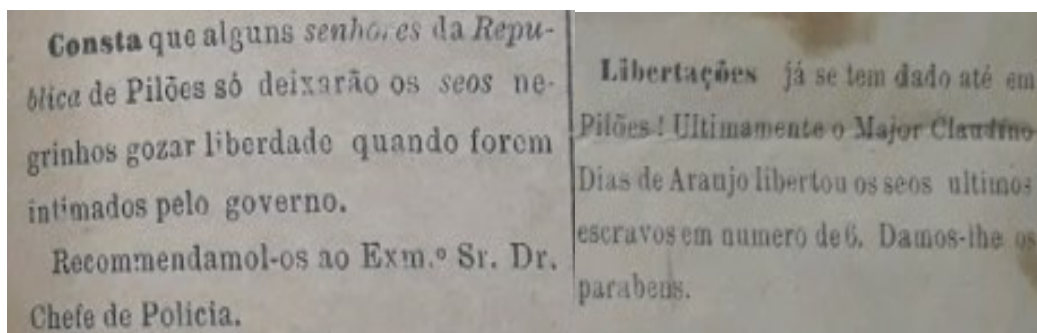 Consta que alguns senhores da Repu-
blica de Pilões só deixarão os seos ne-
grinhos gozar liberdade quando forem
intimados pelo governo.
Recommendamol-os ao Exm.º Sr. Dr.
Chefe de Policia.
Libertações já se tem dado até em
Pilões! Ultimamente o Major Claudino
Dias de Araujo libertou os seos ultimos
escravos em numero de 6. Damos-lhe os
parabens.